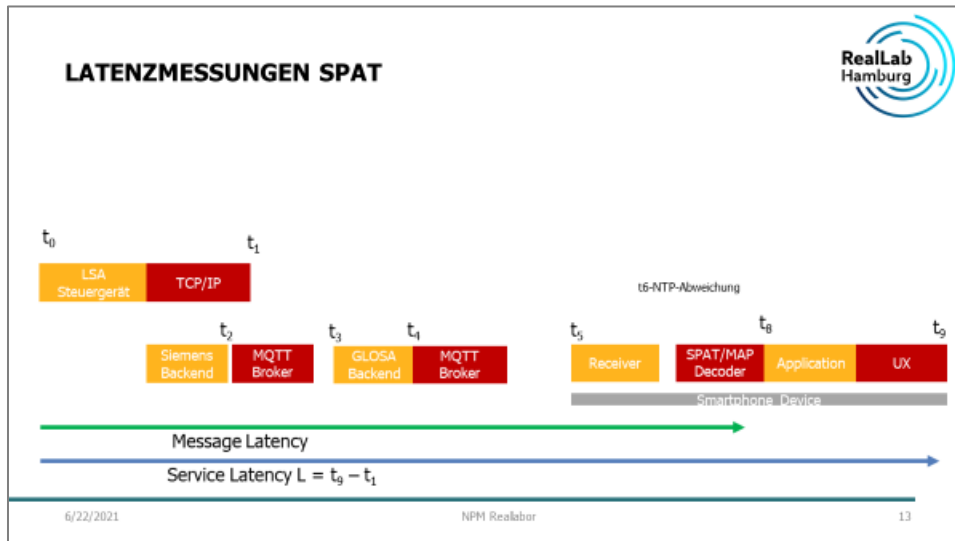 LATENZMESSUNGEN SPAT
RealLab
Hamburg
t₀
t₁
LSA
Steuergerät
TCP/IP
t6-NTP-Abweichung
t₂
t₃
t₄
t₅
t₈
t₉
Siemens
Backend
MQTT
Broker
GLOSA
Backend
MQTT
Broker
Receiver
SPAT/MAP
Decoder
Application
UX
Smartphone Device
Message Latency
Service Latency L = t₉ – t₁
6/22/2021
NPM Reallabor
13